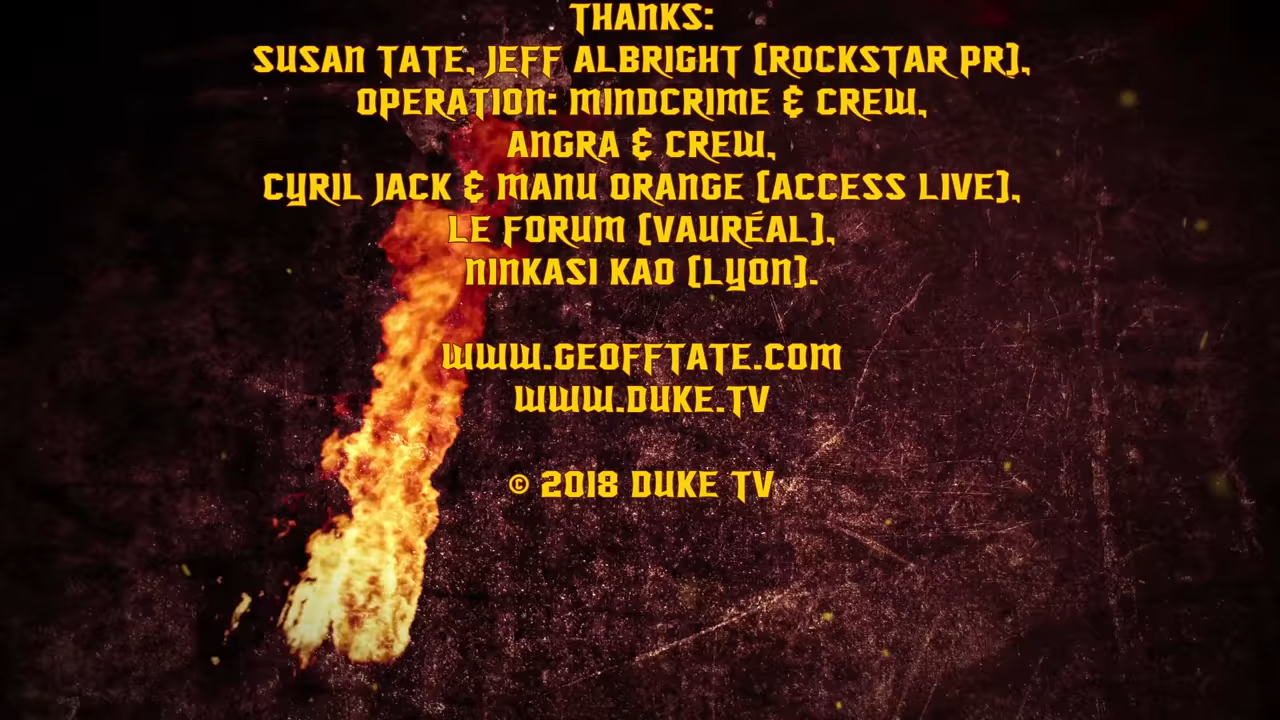 THANKS:
SUSAN TATE, JEFF ALBRIGHT (ROCKSTAR PR),
OPERATION: MINDCRIME & CREW,
ANGRA & CREW,
CYRIL JACK & MANU ORANGE (ACCESS LIVE),
LE FORUM (VAURÉAL),
NINKASI KAO (LYON).
WWW.GEOFFTATE.COM
WWW.DUKE.TV
© 2018 DUKE TV